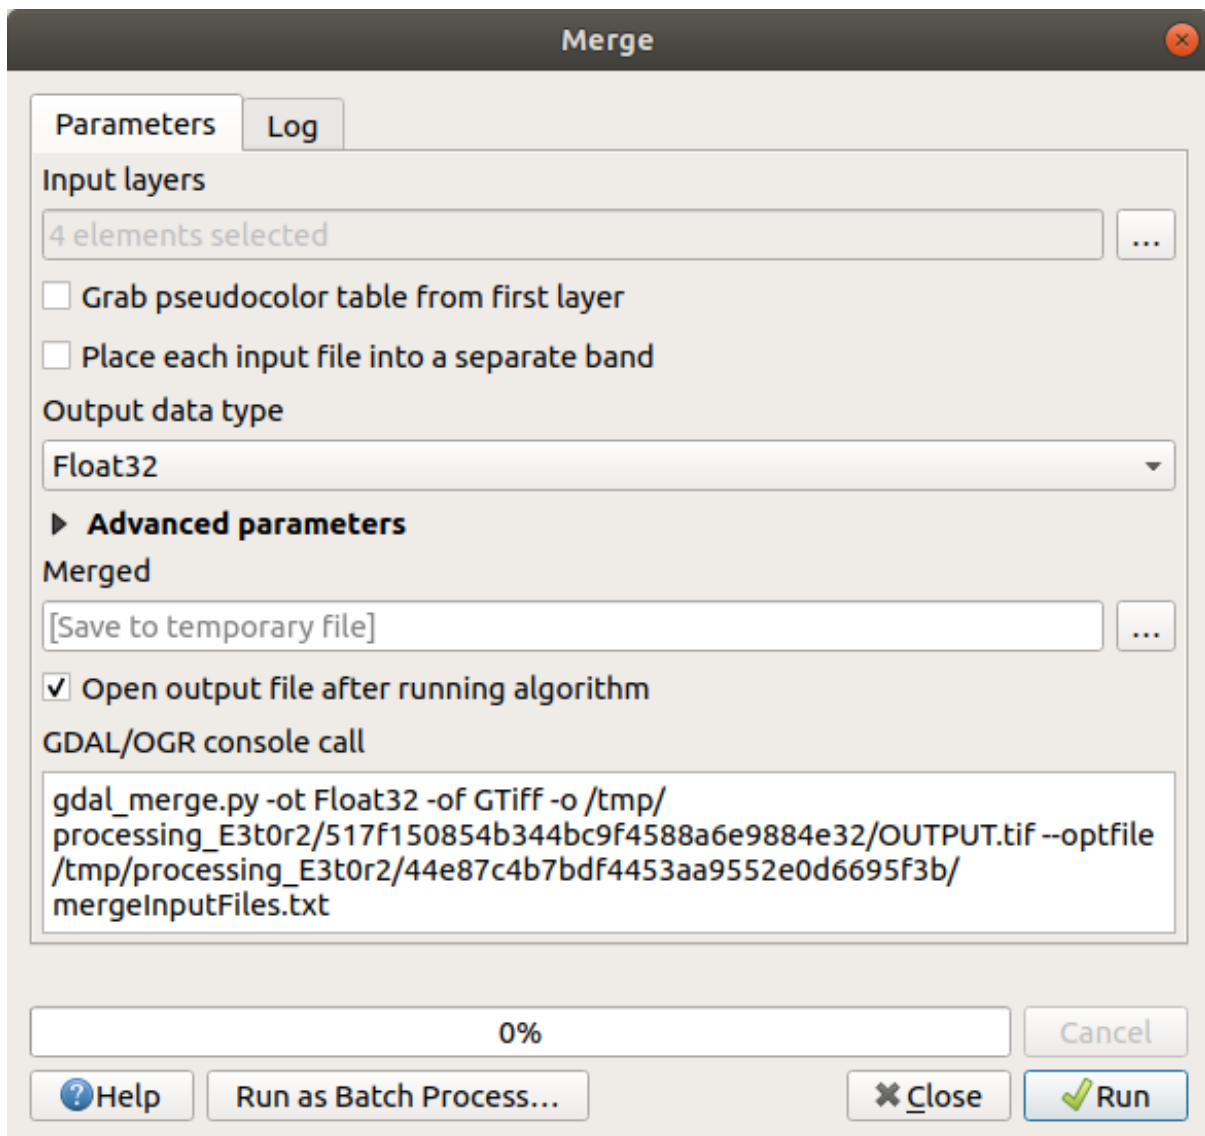 Merge
Parameters
Log
Input layers
4 elements selected
...
Grab pseudocolor table from first layer
Place each input file into a separate band
Output data type
Float32
Advanced parameters
Merged
[Save to temporary file]
...
Open output file after running algorithm
GDAL/OGR console call
gdal_merge.py -ot Float32 -of GTiff -o /tmp/
processing_E3t0r2/517f150854b344bc9f4588a6e9884e32/OUTPUT.tif --optfile
/tmp/processing_E3t0r2/44e87c4b7bdf4453aa9552e0d6695f3b/
mergeInputFiles.txt
0%
Cancel
Help
Run as Batch Process...
Close
Run